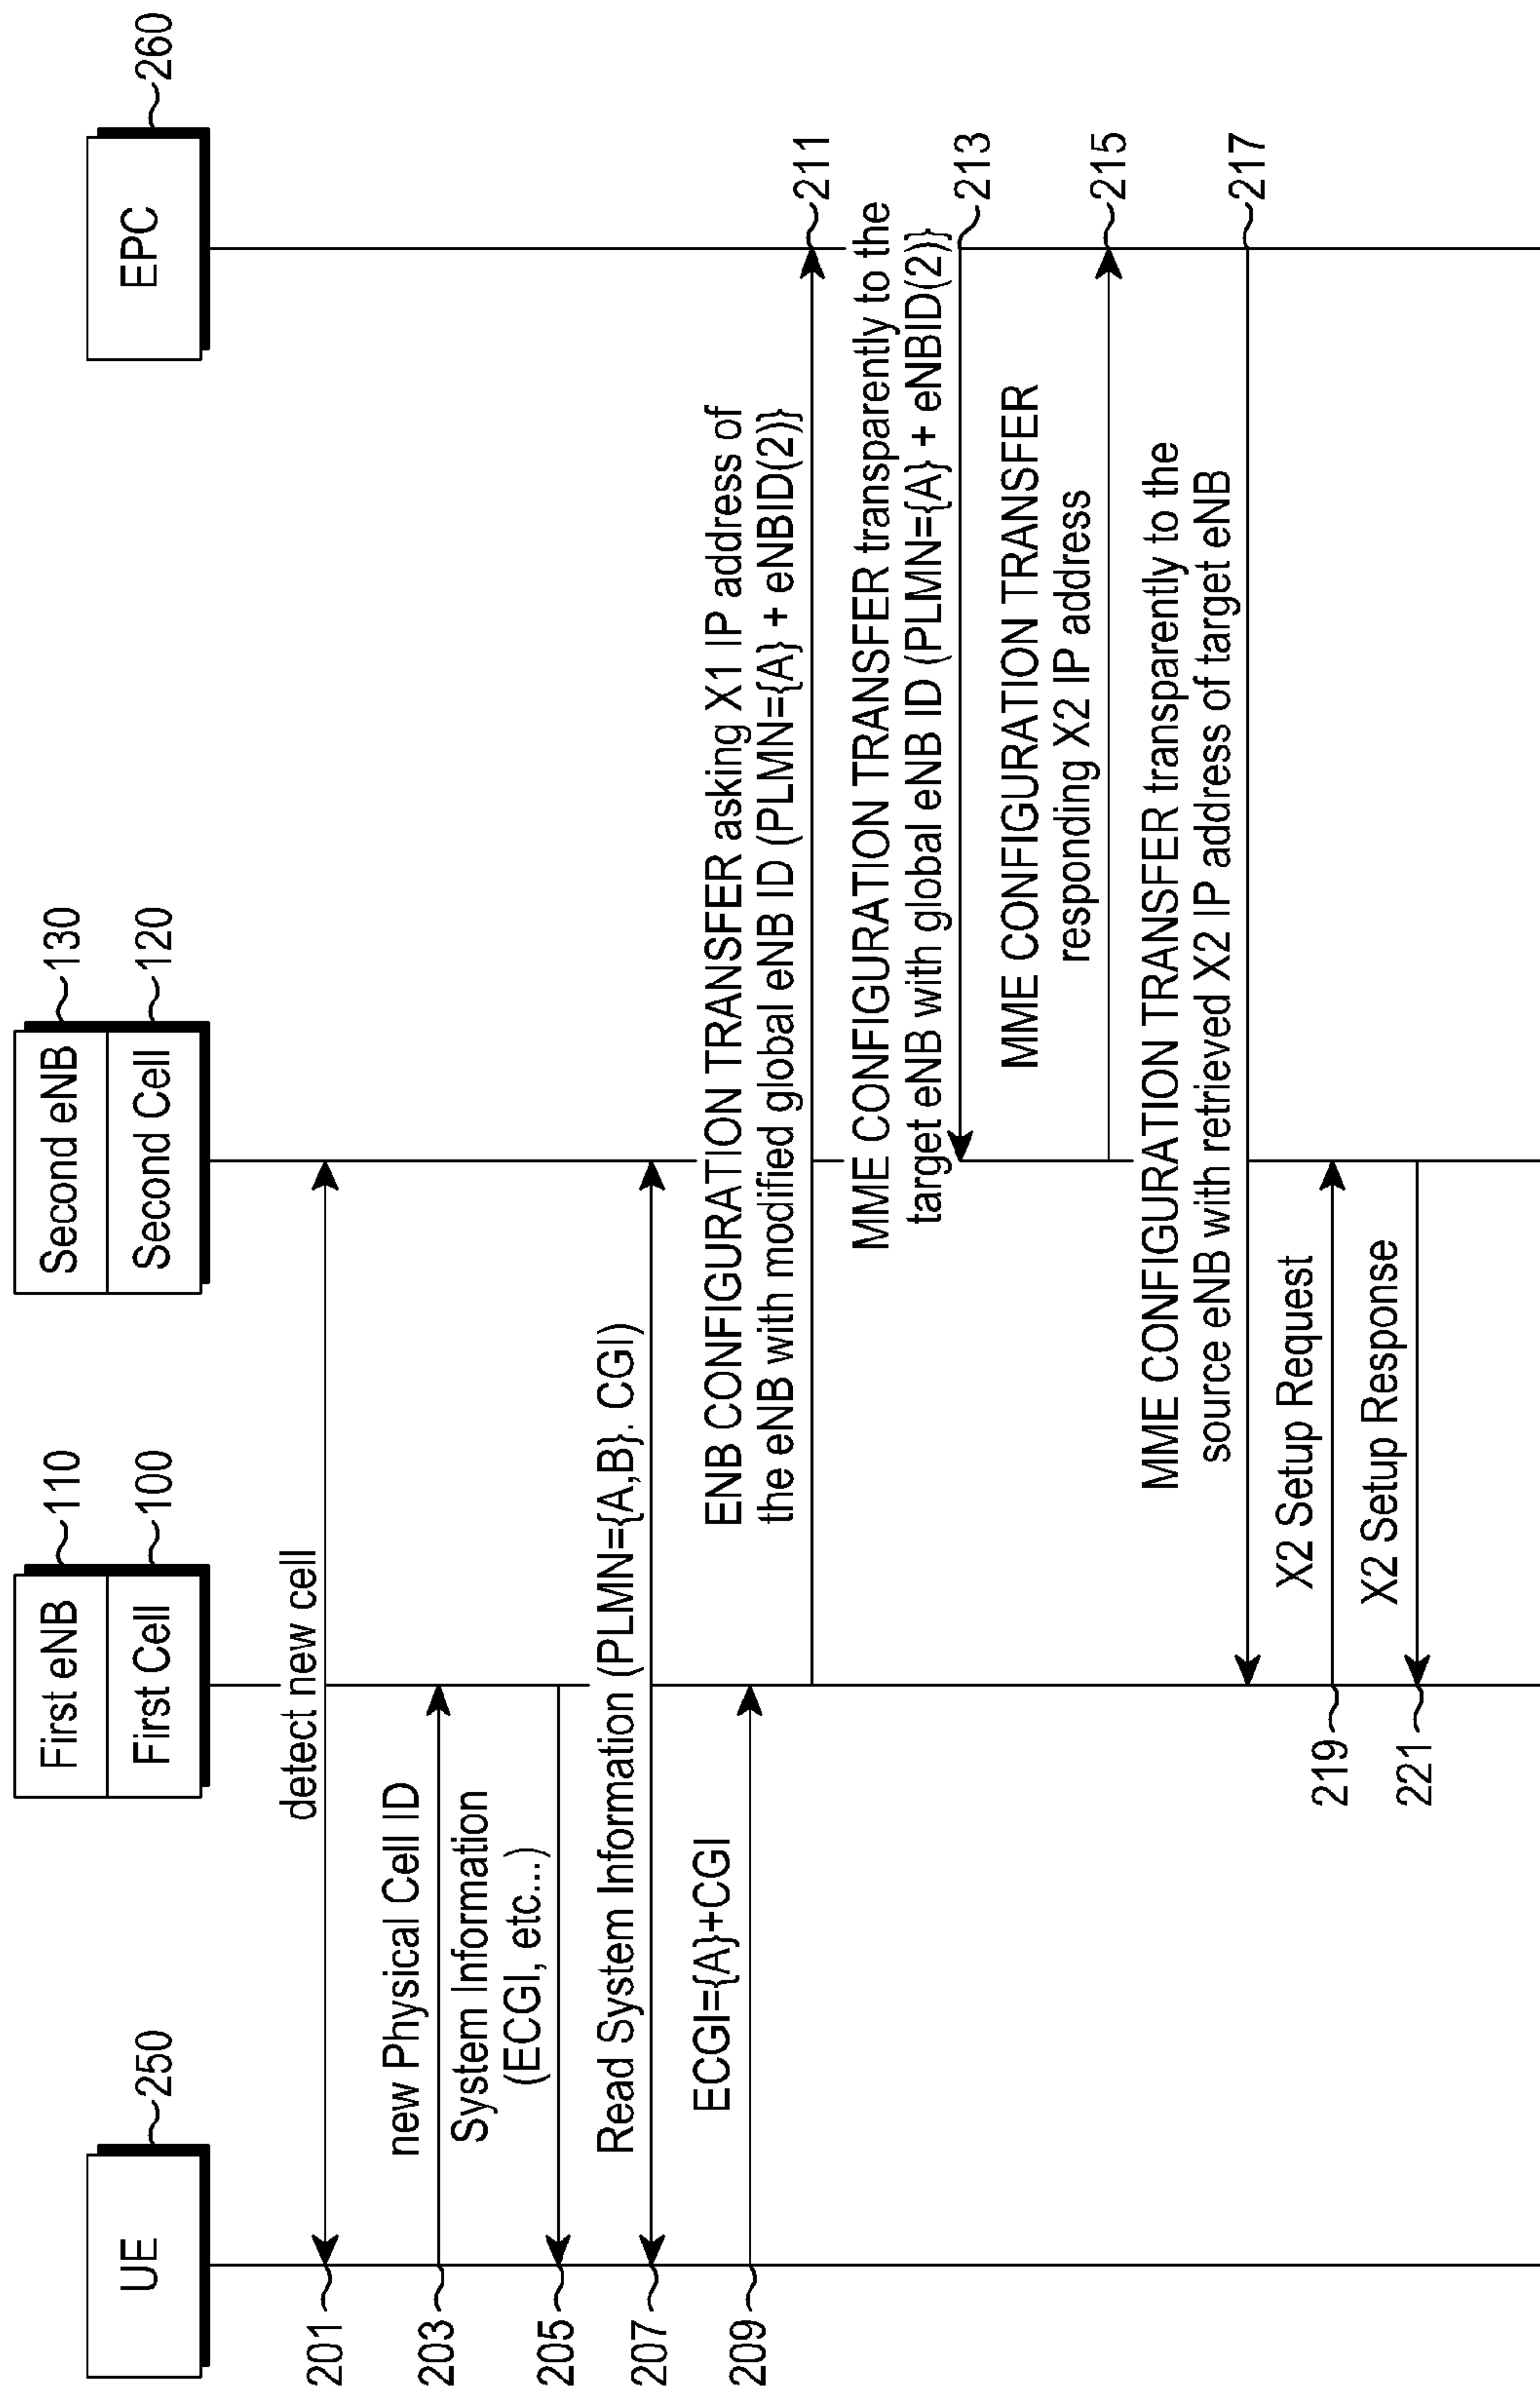 UE
250
First eNB
110
First Cell
100
Second eNB
130
Second Cell
120
EPC
260
detect new cell
201
new Physical Cell ID
203
System Information
(ECGI, etc...)
205
Read System Information (PLMN={A,B}. CGI)
207
ECGI={A}+CGI
209
ENB CONFIGURATION TRANSFER asking X1 IP address of
the eNB with modified global eNB ID (PLMN={A} + eNBID(2)}
211
MME CONFIGURATION TRANSFER transparently to the
target eNB with global eNB ID (PLMN={A} + eNBID(2)}
213
MME CONFIGURATION TRANSFER
responding X2 IP address
215
MME CONFIGURATION TRANSFER transparently to the
source eNB with retrieved X2 IP address of target eNB
217
X2 Setup Request
219
X2 Setup Response
221